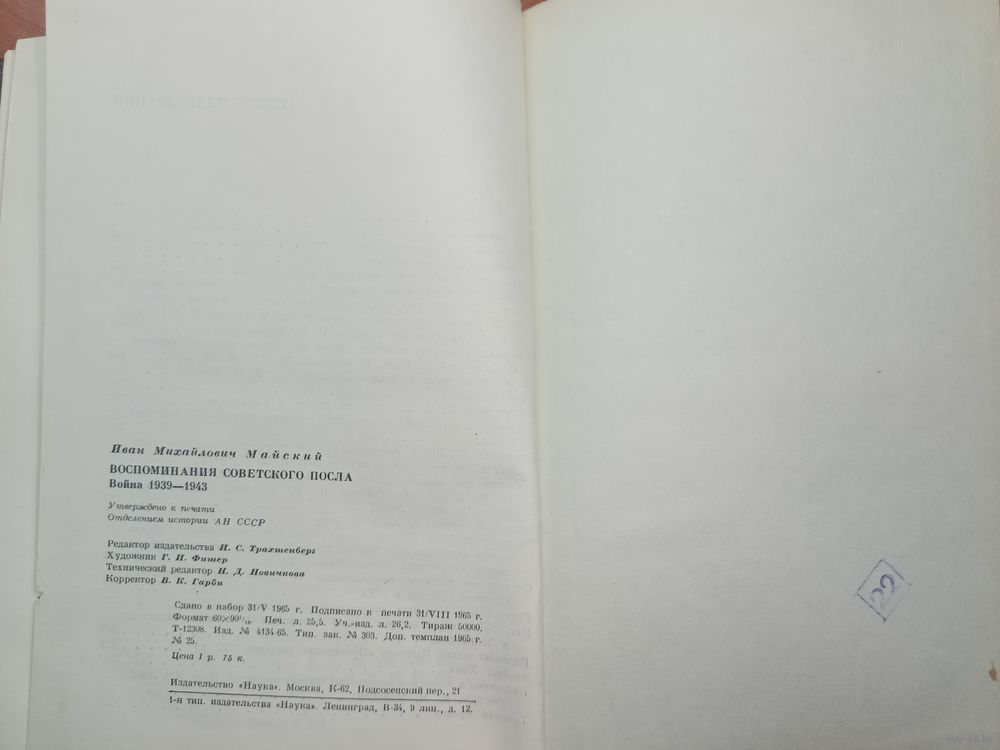 Иван Михайлович Майский
ВОСПОМИНАНИЯ СОВЕТСКОГО ПОСЛА
Война 1939—1943
Утверждено к печати
Отделением истории АН СССР
Редактор издательства И. С. Трахтенберг
Художник Г. И. Фишер
Технический редактор Н. Д. Новичкова
Корректор В. К. Гарди
Сдано в набор 31/V 1965 г. Подписано к печати 31/VIII 1965 г.
Формат 60×90¹/₁₆. Печ. л. 25,5. Уч.-изд. л. 26,2. Тираж 50000.
Т-12308. Изд. № 4134-65. Тип. зак. № 303. Доп. темплан 1965 г.
№ 25.
Цена 1 р. 75 к.
Издательство «Наука». Москва, К-62, Подсосенский пер., 21
1-я тип. издательства «Наука». Ленинград, В-34, 9 лин., д. 12.
22
www.ay.by